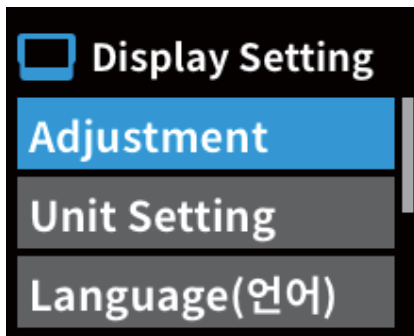 Display Setting
Adjustment
Unit Setting
Language(언어)